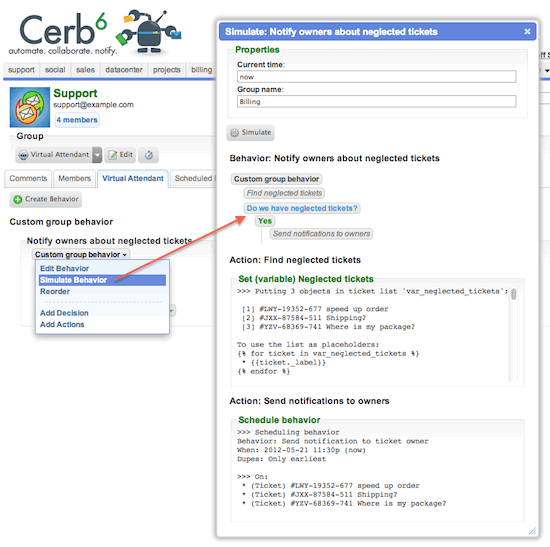 Cerb6
automate. collaborate. notify.
support social sales datacenter projects billing
Support
support@example.com
4 members
Group
Virtual Attendant Edit
Comments Members Virtual Attendant Scheduled
Create Behavior
Custom group behavior
Notify owners about neglected tickets
Custom group behavior
Edit Behavior
Simulate Behavior
Reorder
Add Decision
Add Actions
Simulate: Notify owners about neglected tickets
Properties
Current time:
now
Group name:
Billing
Simulate
Behavior: Notify owners about neglected tickets
Custom group behavior
Find neglected tickets
Do we have neglected tickets?
Yes
Send notifications to owners
Action: Find neglected tickets
Set (variable) Neglected tickets
>>> Putting 3 objects in ticket list 'var_neglected_tickets':
[1] #LWY-19352-677 speed up order
[2] #JXX-87584-511 Shipping?
[3] #YZV-68369-741 Where is my package?
To use the list as placeholders:
{% for ticket in var_neglected_tickets %}
* {{ticket._label}}
{% endfor %}
Action: Send notifications to owners
Schedule behavior
>>> Scheduling behavior
Behavior: Send notification to ticket owner
When: 2012-05-21 11:30p (now)
Dupes: Only earliest
>>> On:
* (Ticket) #LWY-19352-677 speed up order
* (Ticket) #JXX-87584-511 Shipping?
* (Ticket) #YZV-68369-741 Where is my package?